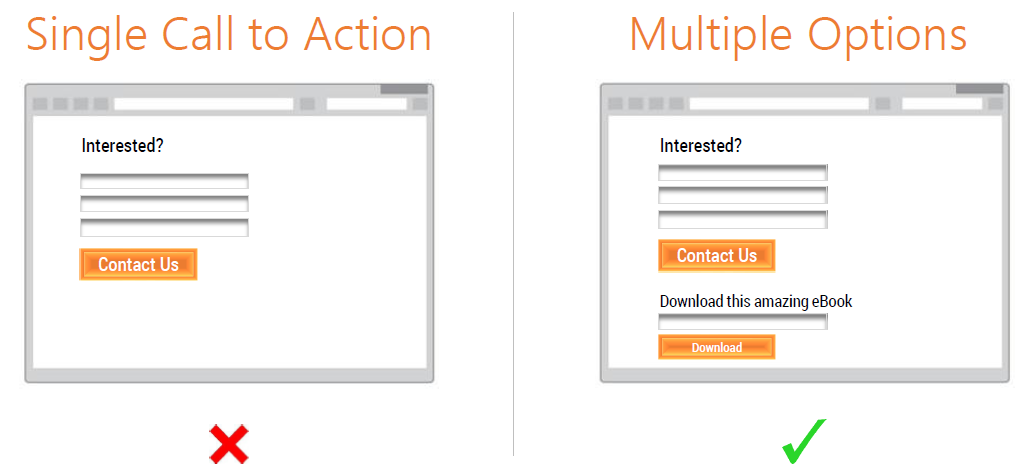 Single Call to Action
Interested?
Contact Us
Multiple Options
Interested?
Contact Us
Download this amazing eBook
Download